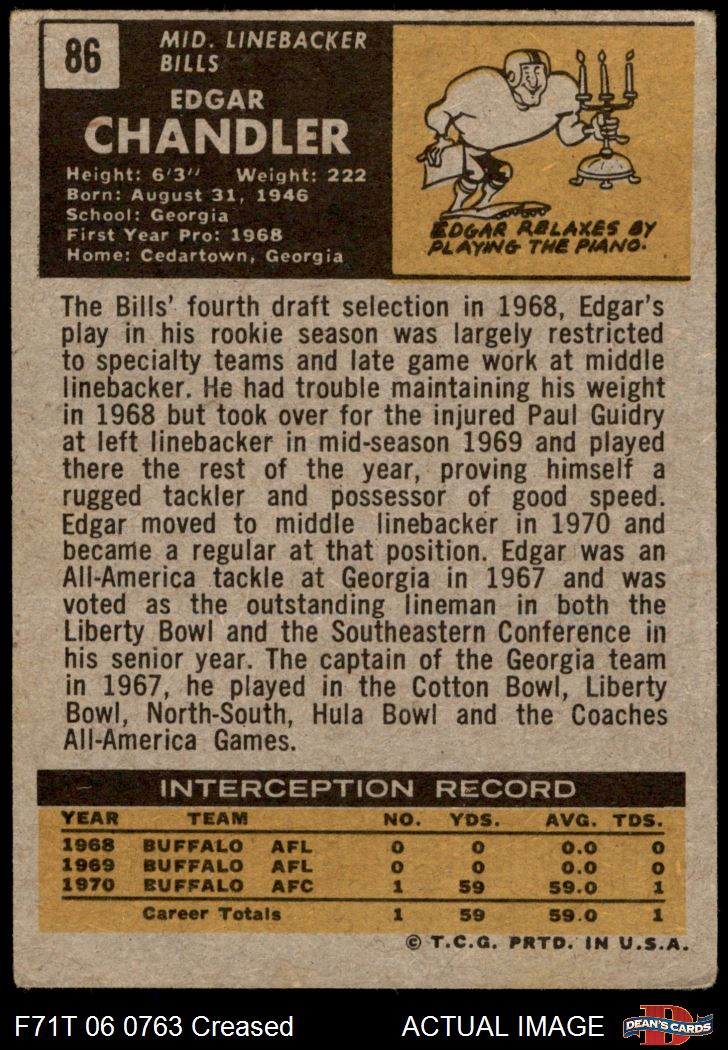 86
MID. LINEBACKER
BILLS
EDGAR
CHANDLER
Height: 6'3" Weight: 222
Born: August 31, 1946
School: Georgia
First Year Pro: 1968
Home: Cedartown, Georgia
EDGAR RELAXES BY
PLAYING THE PIANO.
The Bills' fourth draft selection in 1968, Edgar's
play in his rookie season was largely restricted
to specialty teams and late game work at middle
linebacker. He had trouble maintaining his weight
in 1968 but took over for the injured Paul Guidry
at left linebacker in mid-season 1969 and played
there the rest of the year, proving himself a
rugged tackler and possessor of good speed.
Edgar moved to middle linebacker in 1970 and
became a regular at that position. Edgar was an
All-America tackle at Georgia in 1967 and was
voted as the outstanding lineman in both the
Liberty Bowl and the Southeastern Conference in
his senior year. The captain of the Georgia team
in 1967, he played in the Cotton Bowl, Liberty
Bowl, North-South, Hula Bowl and the Coaches
All-America Games.
INTERCEPTION RECORD
YEAR TEAM NO. YDS. AVG. TDS.
1968 BUFFALO AFL 0 0 0.0 0
1969 BUFFALO AFL 0 0 0.0 0
1970 BUFFALO AFC 1 59 59.0 1
Career Totals 1 59 59.0 1
© T.C.G. PRTD. IN U.S.A.
F71T 06 0763 Creased ACTUAL IMAGE
D
DEAN'S CARDS